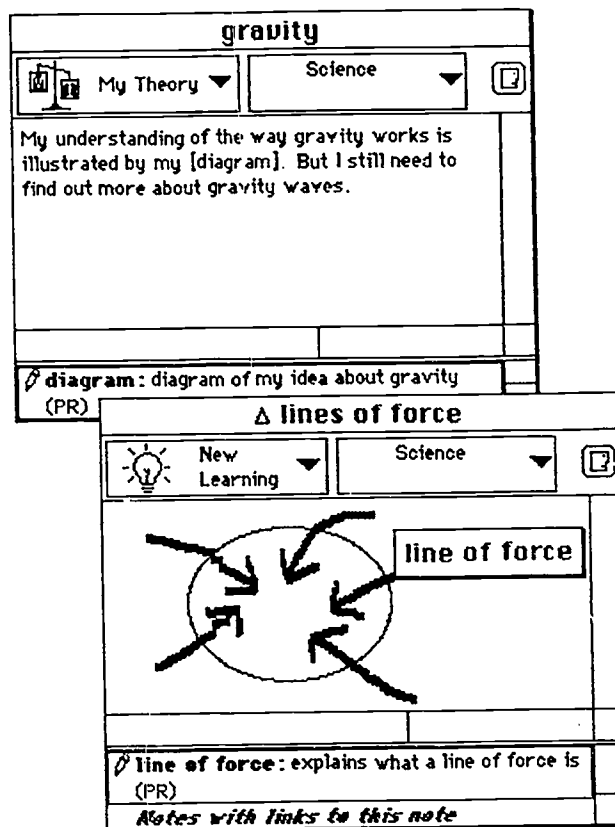 gravity
My Theory
Science
My understanding of the way gravity works is
illustrated by my [diagram]. But I still need to
find out more about gravity waves.
diagram: diagram of my idea about gravity
(PR)
Δ lines of force
New
Learning
Science
line of force
line of force: explains what a line of force is
(PR)
Notes with links to this note